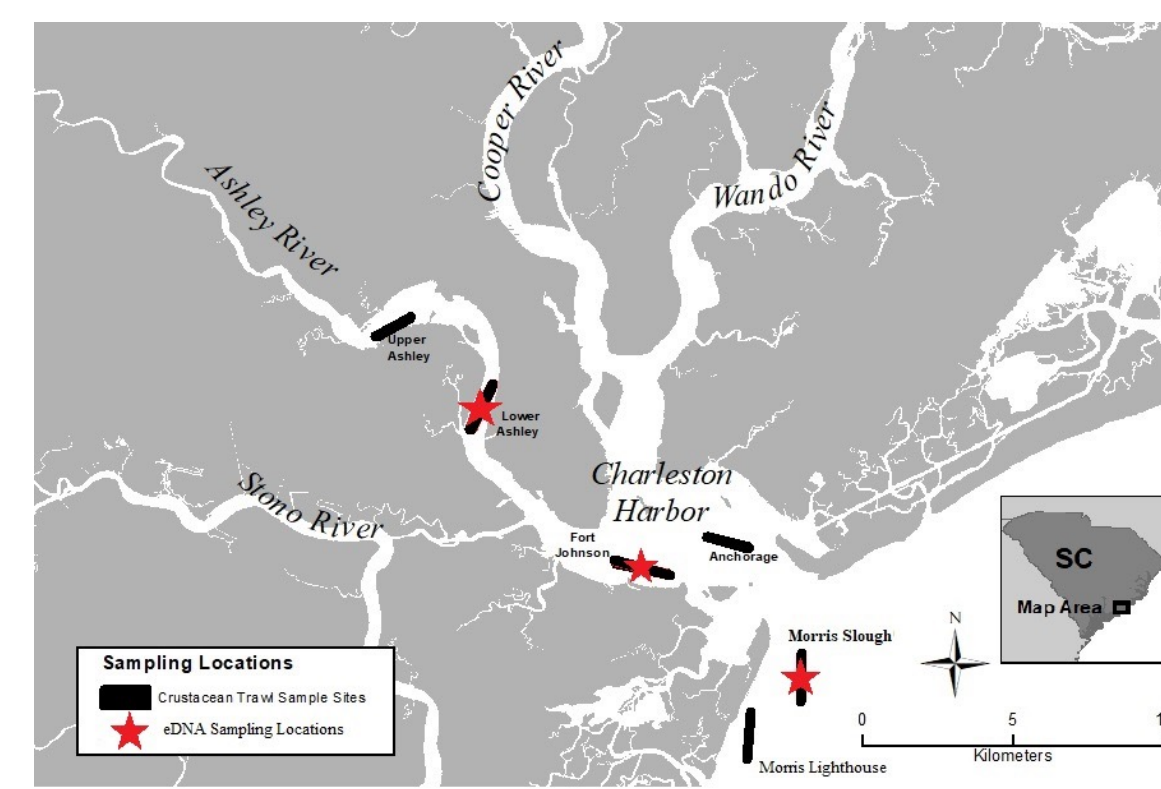 Cooper River
Wando River
Ashley River
Upper
Ashley
Lower
Ashley
Stono River
Charleston
Harbor
Fort
Johnson
Anchorage
SC
Map Area
Morris Slough
N
Sampling Locations
Crustacean Trawl Sample Sites
eDNA Sampling Locations
0 5
Kilometers
Morris Lighthouse